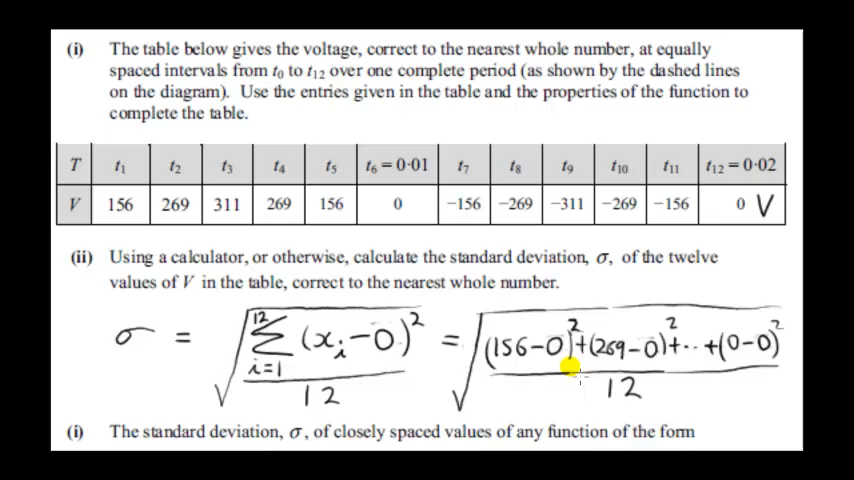 (i) The table below gives the voltage, correct to the nearest whole number, at equally
spaced intervals from t₀ to t₁₂ over one complete period (as shown by the dashed lines
on the diagram). Use the entries given in the table and the properties of the function to
complete the table.
T t₁ t₂ t₃ t₄ t₅ t₆ = 0·01 t₇ t₈ t₉ t₁₀ t₁₁ t₁₂ = 0·02
V 156 269 311 269 156 0 −156 −269 −311 −269 −156 0 V
(ii) Using a calculator, or otherwise, calculate the standard deviation, σ, of the twelve
values of V in the table, correct to the nearest whole number.
σ = √(∑_{i=1}^{12} (x_i − 0)² / 12) = √((156−0)² + (269−0)² + ·· + (0−0)² / 12)
(i) The standard deviation, σ, of closely spaced values of any function of the form